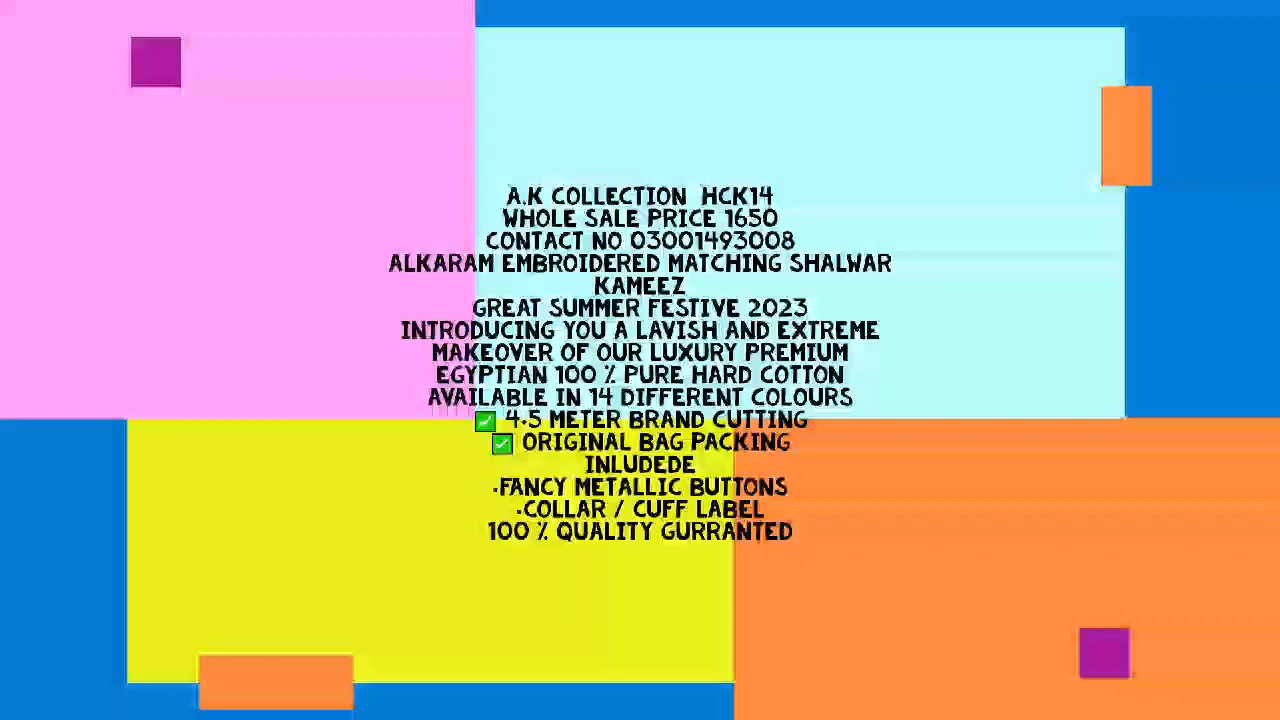 A.K COLLECTION HCK14
WHOLE SALE PRICE 1650
CONTACT NO 03001493008
ALKARAM EMBROIDERED MATCHING SHALWAR
KAMEEZ
GREAT SUMMER FESTIVE 2023
INTRODUCING YOU A LAVISH AND EXTREME
MAKEOVER OF OUR LUXURY PREMIUM
EGYPTIAN 100 % PURE HARD COTTON
AVAILABLE IN 14 DIFFERENT COLOURS
✅ 4.5 METER BRAND CUTTING
✅ ORIGINAL BAG PACKING
INLUDEDE
•FANCY METALLIC BUTTONS
•COLLAR / CUFF LABEL
100 % QUALITY GURRANTED